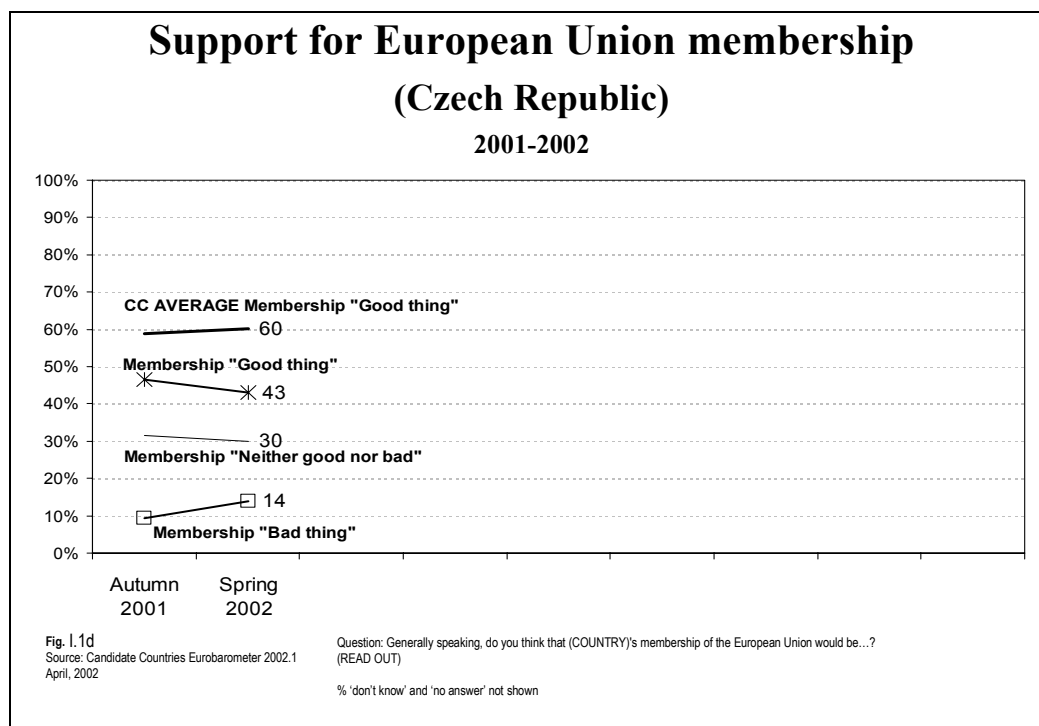 Support for European Union membership
(Czech Republic)
2001-2002
100%
90%
80%
70%
60%
50%
40%
30%
20%
10%
0%
CC AVERAGE Membership "Good thing"
60
Membership "Good thing"
43
30
Membership "Neither good nor bad"
14
Membership "Bad thing"
Autumn
2001
Spring
2002
Fig. I.1d
Source: Candidate Countries Eurobarometer 2002.1
April, 2002
Question: Generally speaking, do you think that (COUNTRY)'s membership of the European Union would be…?
(READ OUT)
% 'don't know' and 'no answer' not shown